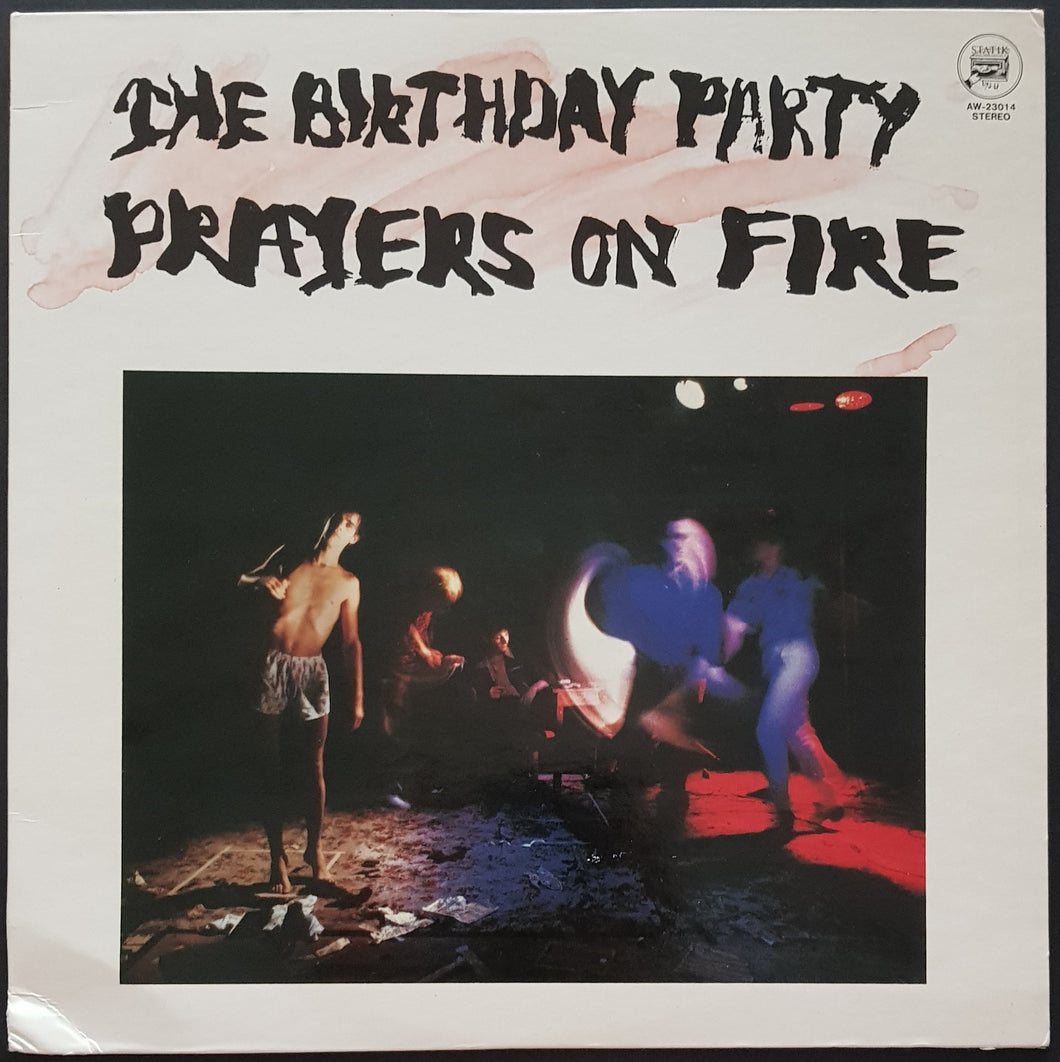 THE BIRTHDAY PARTY
PRAYERS ON FIRE
STATIK
AW-23014
STEREO